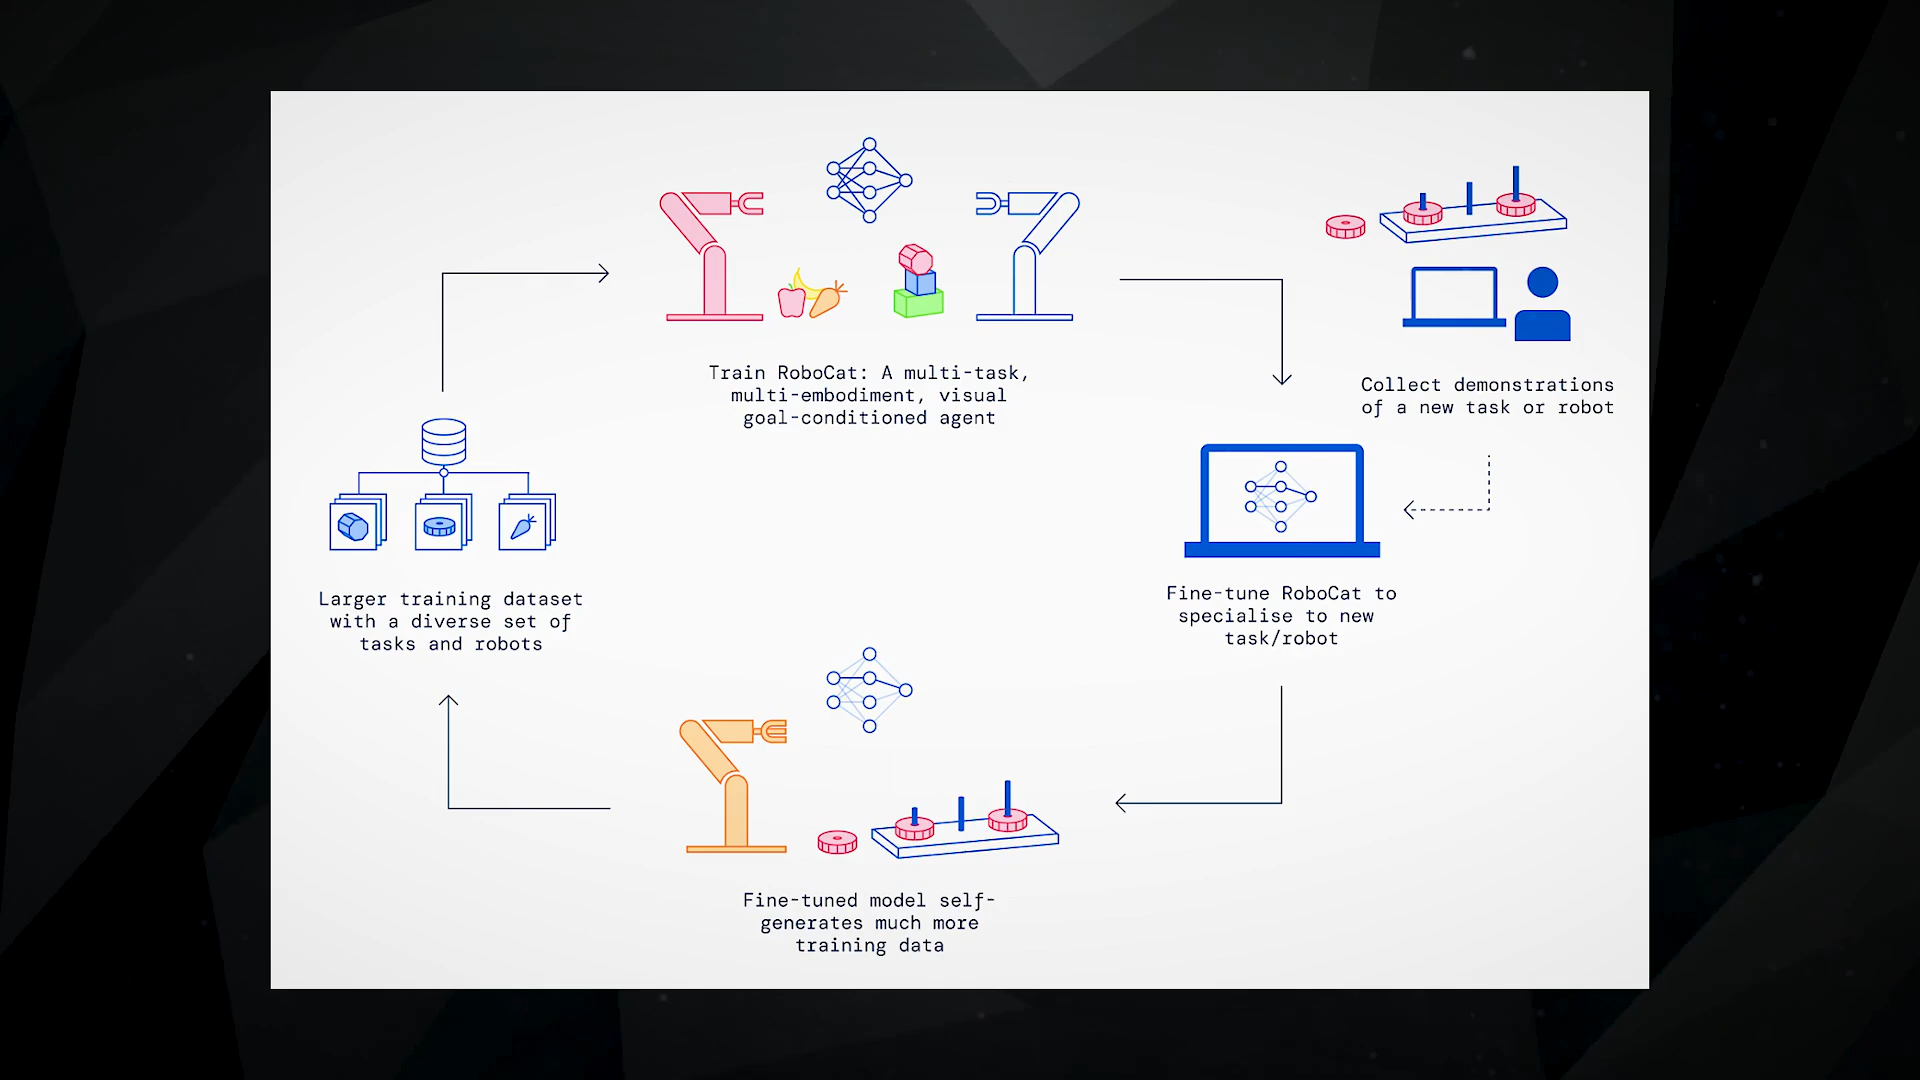 Train RoboCat: A multi-task,
multi-embodiment, visual
goal-conditioned agent
Collect demonstrations
of a new task or robot
Fine-tune RoboCat to
specialise to new
task/robot
Fine-tuned model self-
generates much more
training data
Larger training dataset
with a diverse set of
tasks and robots